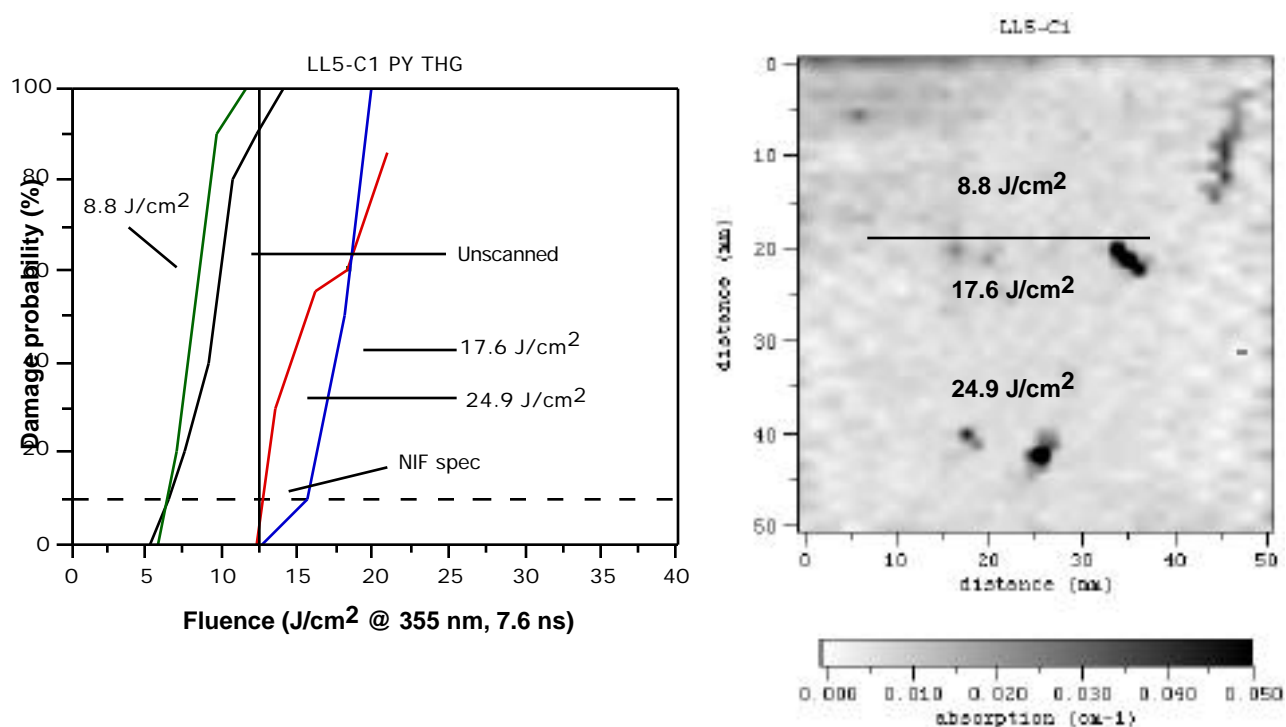 LL5-C1 PY THG
Damage probability (%)
100
80
60
40
20
0
8.8 J/cm2
Unscanned
17.6 J/cm2
24.9 J/cm2
NIF spec
0 5 10 15 20 25 30 35 40
Fluence (J/cm2 @ 355 nm, 7.6 ns)
LL5-C1
distance (mm)
0
10
20
30
40
50
8.8 J/cm2
17.6 J/cm2
24.9 J/cm2
0 10 20 30 40 50
distance (mm)
0.000 0.010 0.020 0.030 0.040 0.050
absorption (cm-1)